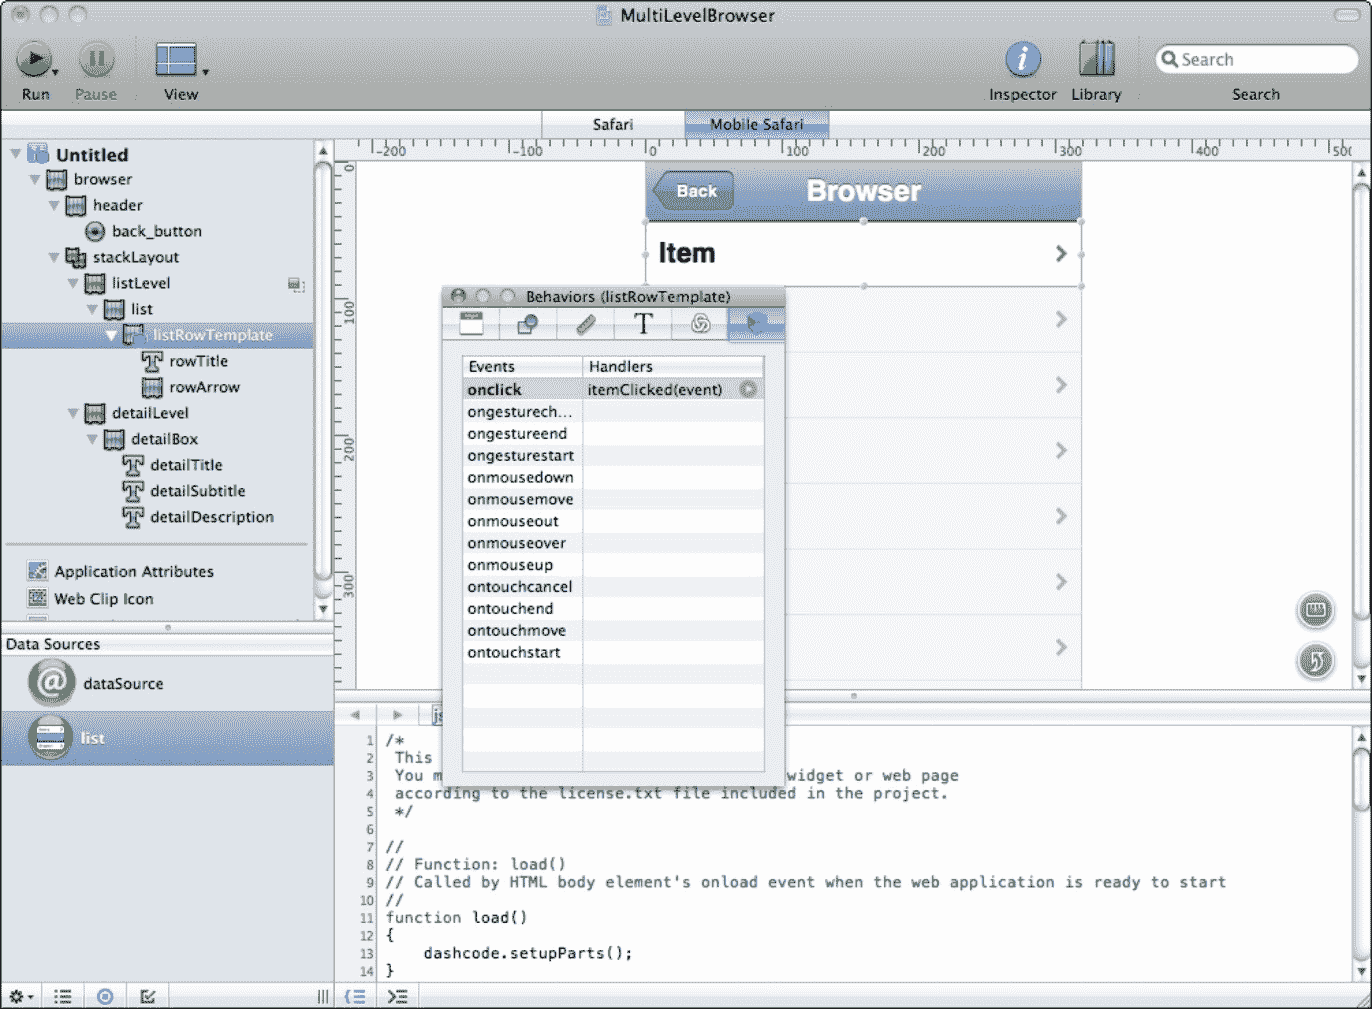 MultiLevelBrowser
Run
Pause
View
Inspector
Library
Search
Search
Safari
Mobile Safari
Untitled
browser
header
back_button
stackLayout
listLevel
list
listRowTemplate
rowTitle
rowArrow
detailLevel
detailBox
detailTitle
detailSubtitle
detailDescription
Application Attributes
Web Clip Icon
Data Sources
dataSource
list
-200 -100 0 100 200 300 400 500
0
100
200
300
Back
Browser
Item
Behaviors (listRowTemplate)
T
Events Handlers
onclick itemClicked(event)
ongesturech...
ongestureend
ongesturestart
onmousedown
onmousemove
onmouseout
onmouseover
onmouseup
ontouchcancel
ontouchend
ontouchmove
ontouchstart
1 /*
2 This
3 You m widget or web page
4 according to the license.txt file included in the project.
5 */
6
7 //
8 // Function: load()
9 // Called by HTML body element's onload event when the web application is ready to start
10 //
11 function load()
12 {
13 dashcode.setupParts();
14 }